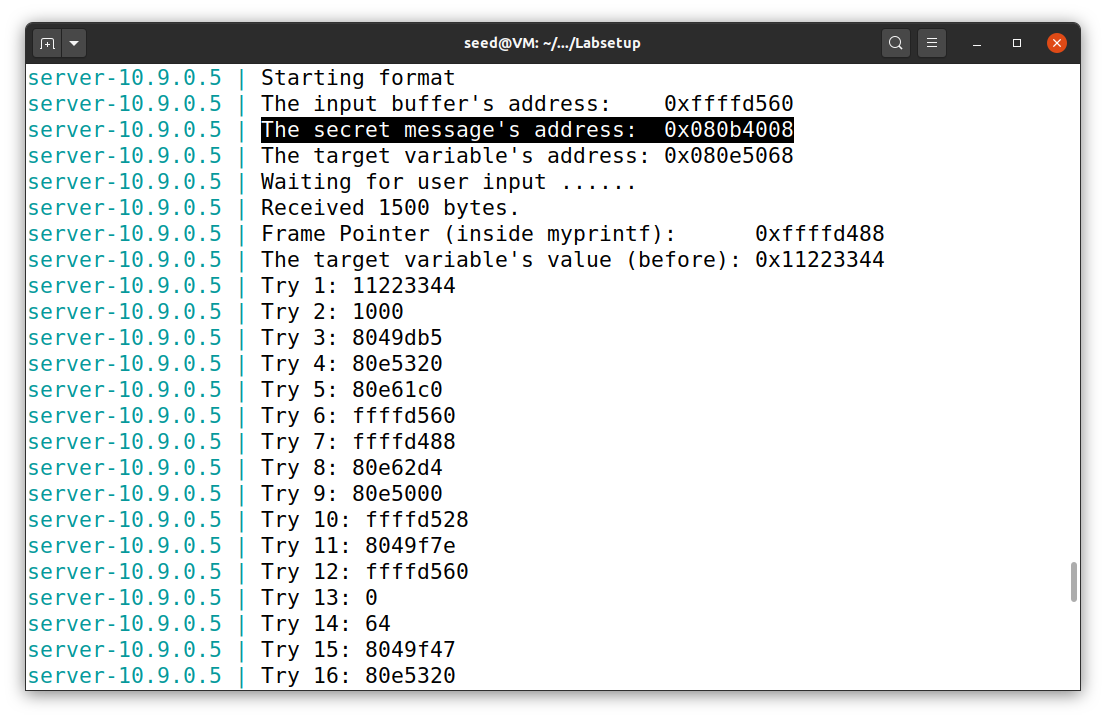 seed@VM: ~/.../Labsetup
server-10.9.0.5 | Starting format
server-10.9.0.5 | The input buffer's address:    0xffffd560
server-10.9.0.5 | The secret message's address:  0x080b4008
server-10.9.0.5 | The target variable's address: 0x080e5068
server-10.9.0.5 | Waiting for user input ......
server-10.9.0.5 | Received 1500 bytes.
server-10.9.0.5 | Frame Pointer (inside myprintf):      0xffffd488
server-10.9.0.5 | The target variable's value (before): 0x11223344
server-10.9.0.5 | Try 1: 11223344
server-10.9.0.5 | Try 2: 1000
server-10.9.0.5 | Try 3: 8049db5
server-10.9.0.5 | Try 4: 80e5320
server-10.9.0.5 | Try 5: 80e61c0
server-10.9.0.5 | Try 6: ffffd560
server-10.9.0.5 | Try 7: ffffd488
server-10.9.0.5 | Try 8: 80e62d4
server-10.9.0.5 | Try 9: 80e5000
server-10.9.0.5 | Try 10: ffffd528
server-10.9.0.5 | Try 11: 8049f7e
server-10.9.0.5 | Try 12: ffffd560
server-10.9.0.5 | Try 13: 0
server-10.9.0.5 | Try 14: 64
server-10.9.0.5 | Try 15: 8049f47
server-10.9.0.5 | Try 16: 80e5320